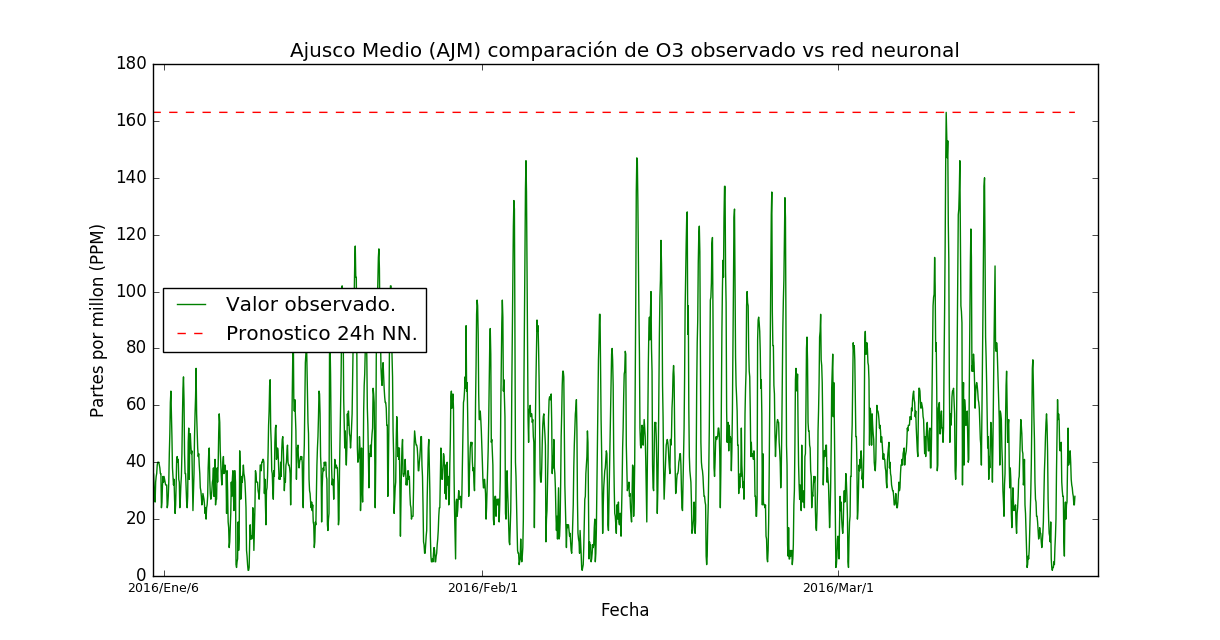 Ajusco Medio (AJM) comparación de O3 observado vs red neuronal
180
160
140
120
100
80
60
40
20
0
Partes por millon (PPM)
Valor observado.
Pronostico 24h NN.
2016/Ene/6
2016/Feb/1
2016/Mar/1
Fecha